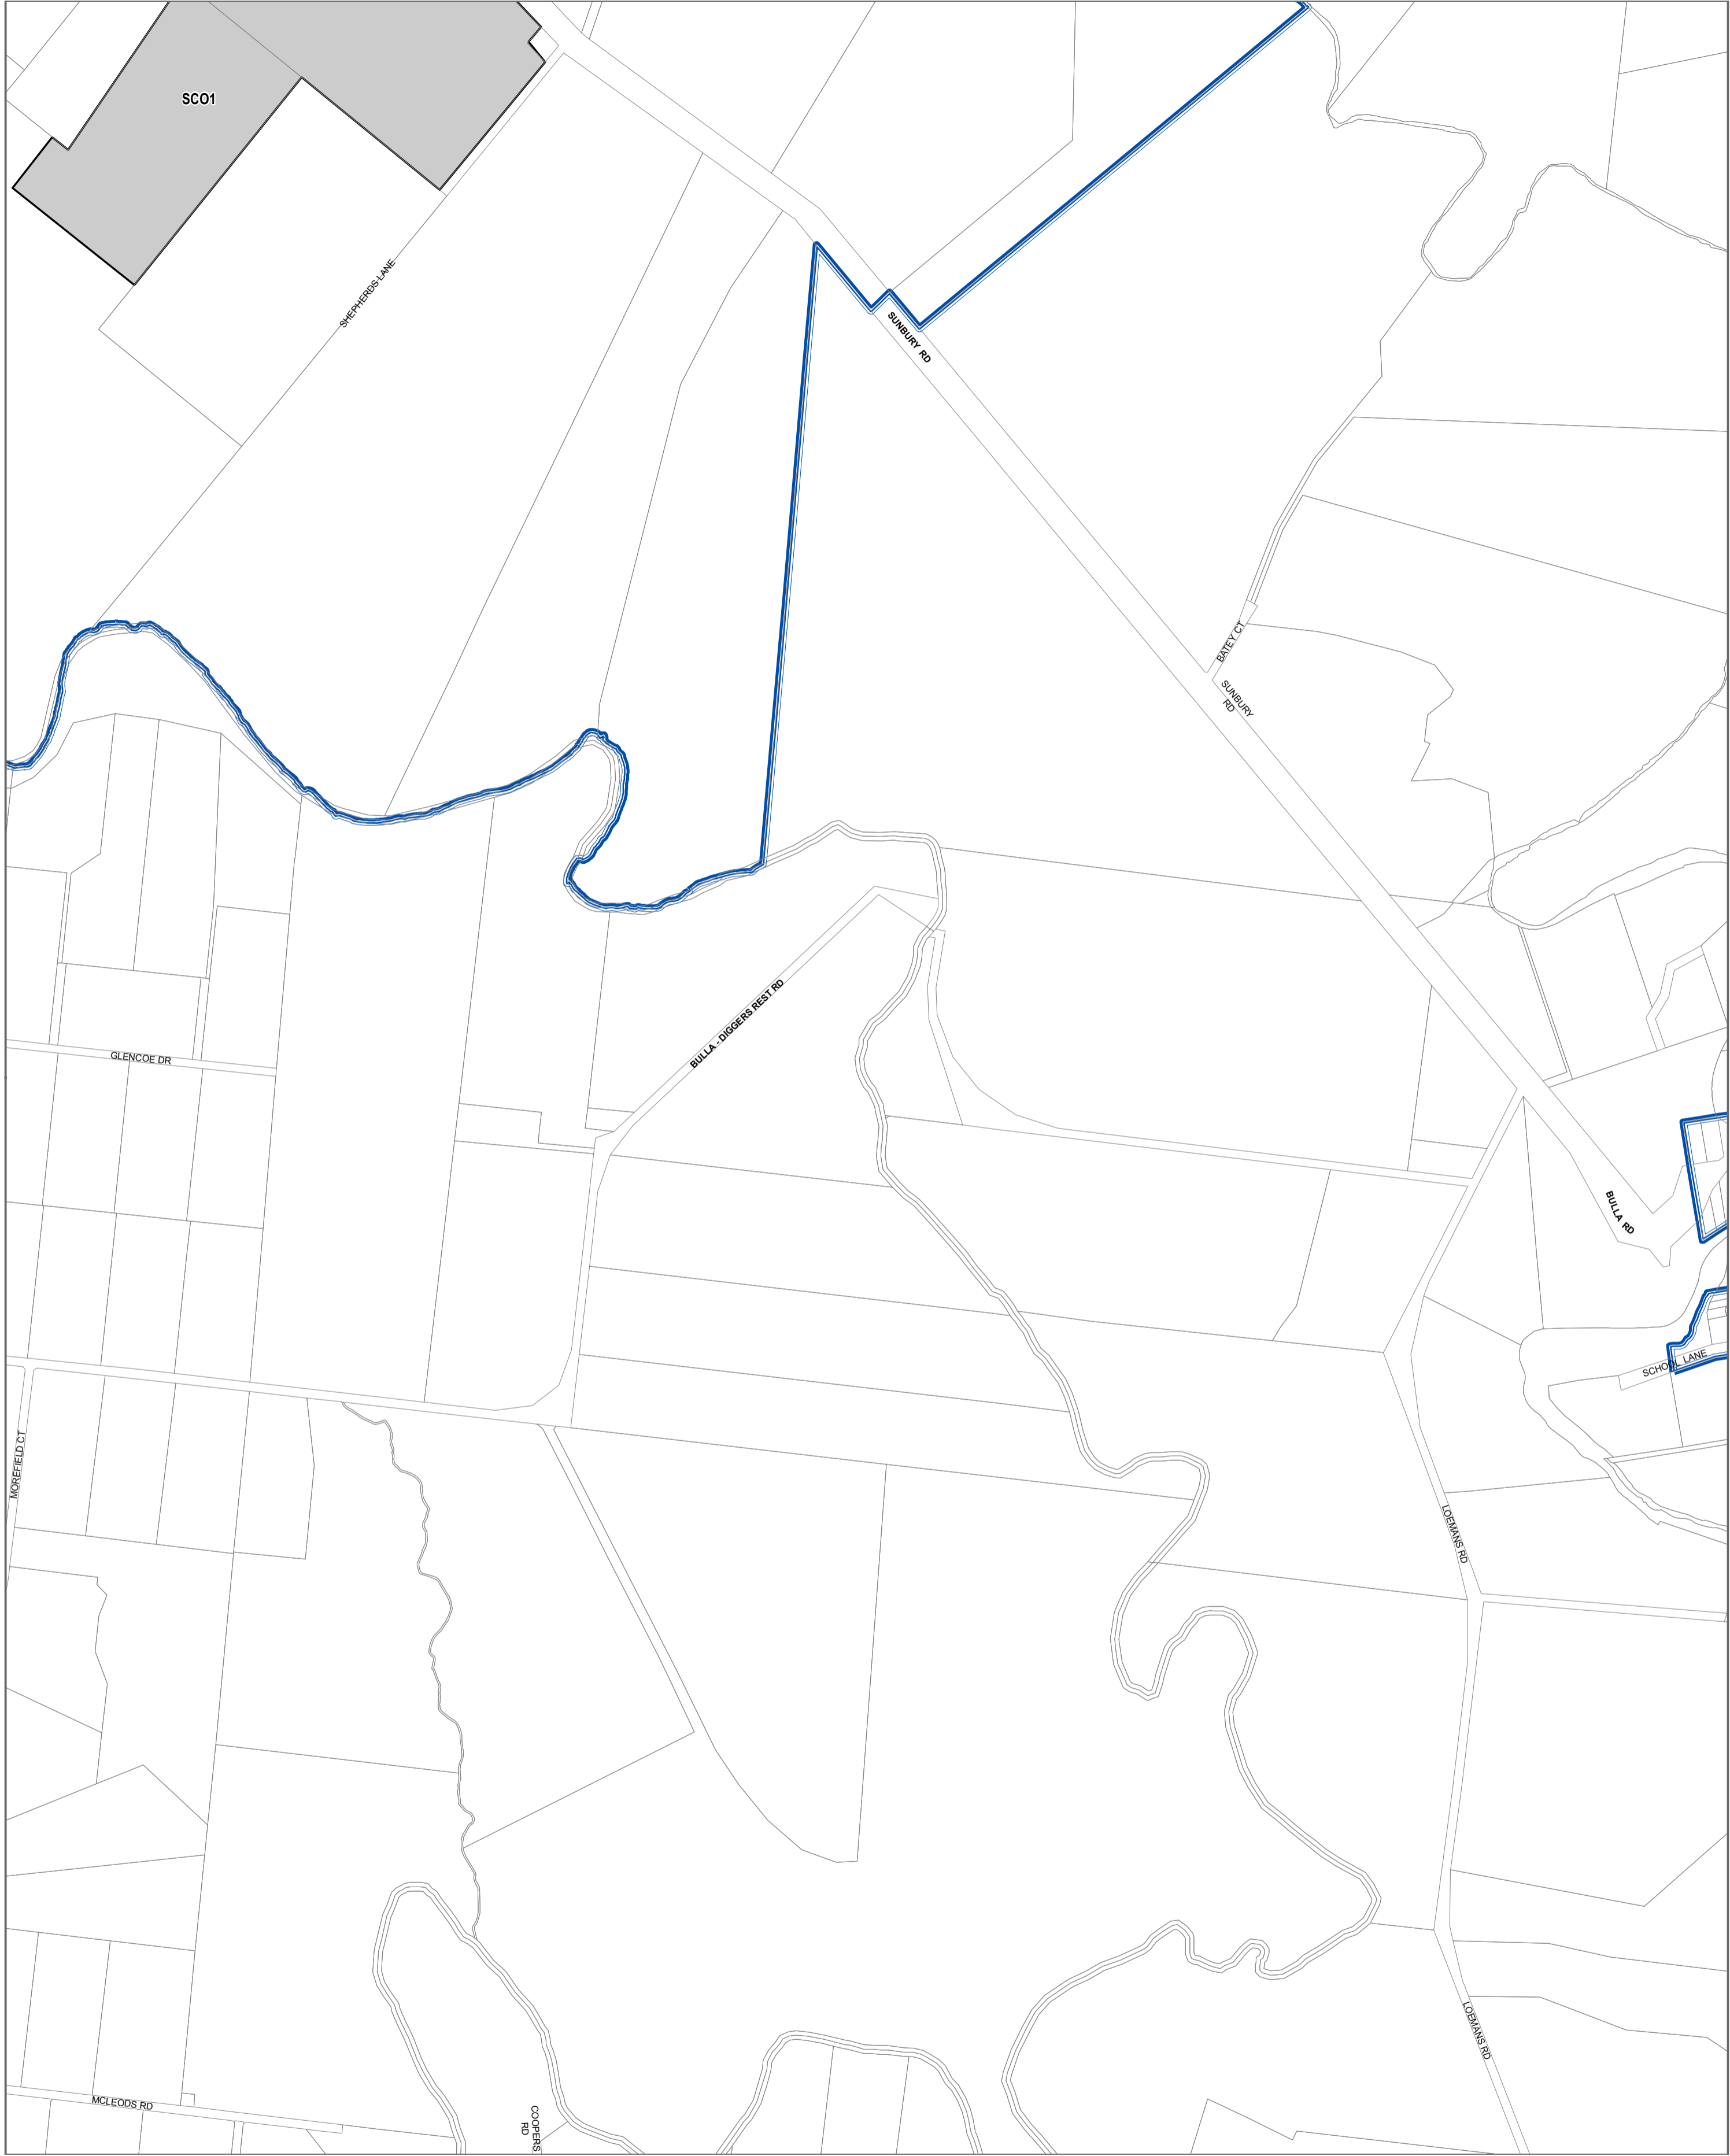 SCO1
SHEPHERDS LANE
SUNBURY RD
BATEY CT
SUNBURY
RD
BULLA - DIGGERS REST RD
GLENCOE DR
BULLA RD
SCHOOL LANE
MOREFIELD CT
LOEMANS RD
LOEMANS RD
MCLEODS RD
COOPERS
RD